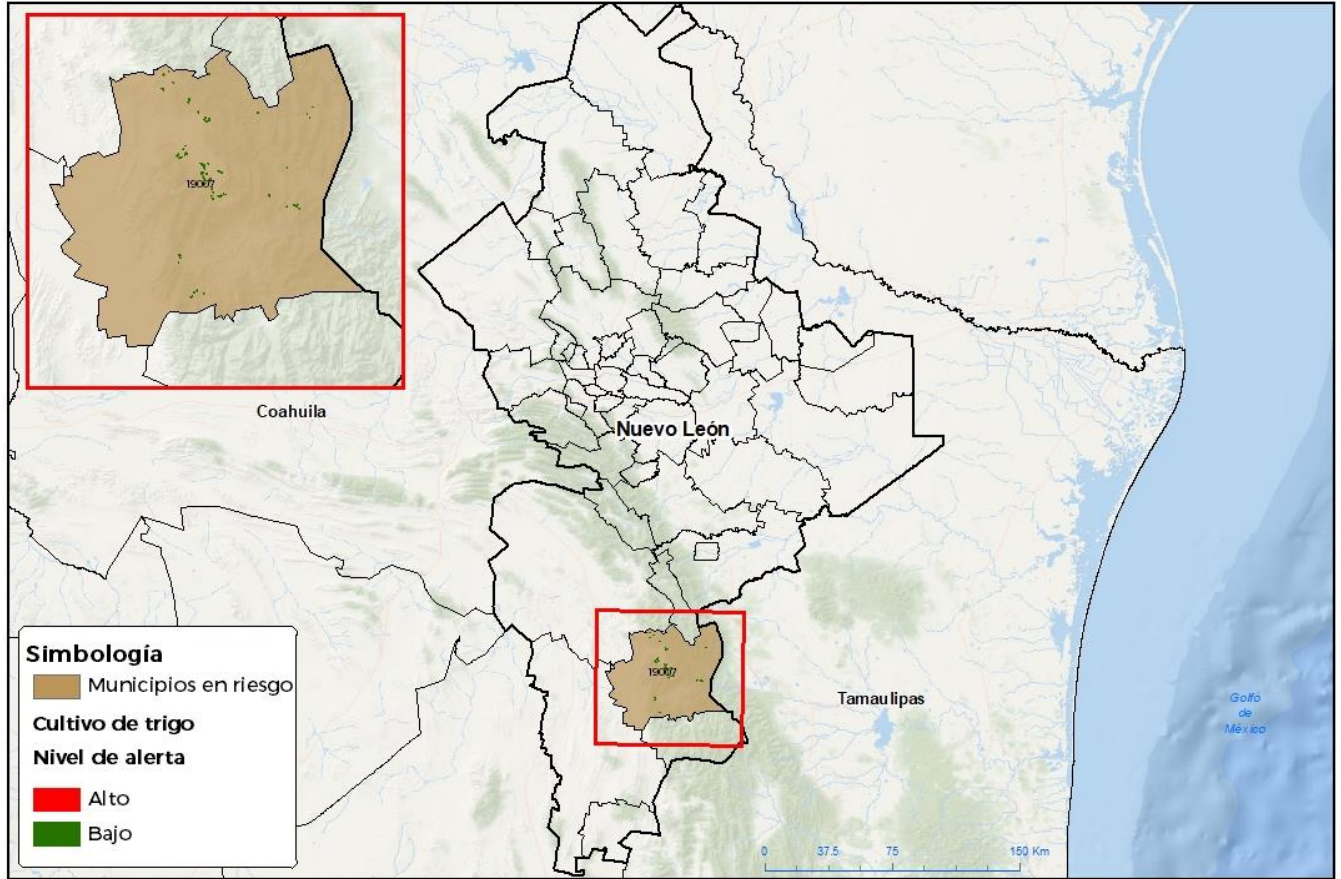 19007
Coahuila
Nuevo León
19007
Tamaulipas
Golfo
de
México
Simbología
Municipios en riesgo
Cultivo de trigo
Nivel de alerta
Alto
Bajo
0 37.5 75 150 Km